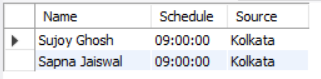 Name Schedule Source
Sujoy Ghosh 09:00:00 Kolkata
Sapna Jaiswal 09:00:00 Kolkata